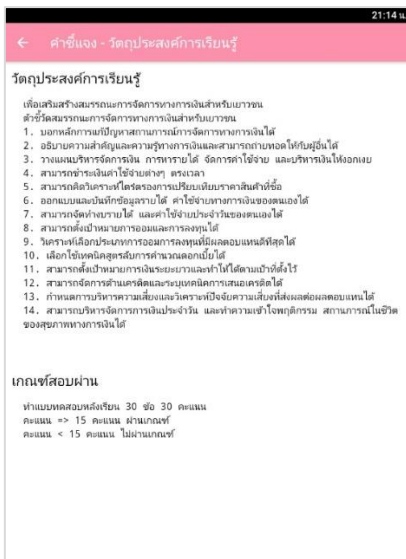 21:14 น.
← คำชี้แจง - วัตถุประสงค์การเรียนรู้
วัตถุประสงค์การเรียนรู้
เพื่อเสริมสร้างสมรรถนะการจัดการทางการเงินสำหรับเยาวชน
ตัวชี้วัดสมรรถนะการจัดการทางการเงินสำหรับเยาวชน
1. บอกหลักการแก้ปัญหาสถานการณ์การจัดการทางการเงินได้
2. อธิบายความสำคัญและความรู้ทางการเงินและสามารถถ่ายทอดให้กับผู้อื่นได้
3. วางแผนบริหารจัดการเงิน การหารายได้ จัดการค่าใช้จ่าย และบริหารเงินให้งอกเงย
4. สามารถชำระเงินค่าใช้จ่ายต่างๆ ตรงเวลา
5. สามารถคิดวิเคราะห์ไตร่ตรองการเปรียบเทียบราคาสินค้าที่ซื้อ
6. ออกแบบและบันทึกข้อมูลรายได้ ค่าใช้จ่ายทางการเงินของตนเองได้
7. สามารถจัดทำงบรายได้ และค่าใช้จ่ายประจำวันของตนเองได้
8. สามารถตั้งเป้าหมายการออมและการลงทุนได้
9. วิเคราะห์เลือกประเภทการออมการลงทุนที่มีผลตอบแทนดีที่สุดได้
10. เลือกใช้เทคนิคสูตรลับการคำนวณดอกเบี้ยได้
11. สามารถตั้งเป้าหมายการเงินระยะยาวและทำให้ได้ตามเป้าที่ตั้งไว้
12. สามารถจัดการด้านเครดิตและระบุเทคนิคการเสนอเครดิตได้
13. กำหนดการบริหารความเสี่ยงและวิเคราะห์ปัจจัยความเสี่ยงที่ส่งผลต่อผลตอบแทนได้
14. สามารถบริหารจัดการการเงินประจำวัน และทำความเข้าใจพฤติกรรม สถานการณ์ในชีวิต
ของสุขภาพทางการเงินได้
เกณฑ์สอบผ่าน
ทำแบบทดสอบหลังเรียน 30 ข้อ 30 คะแนน
คะแนน => 15 คะแนน ผ่านเกณฑ์
คะแนน < 15 คะแนน ไม่ผ่านเกณฑ์